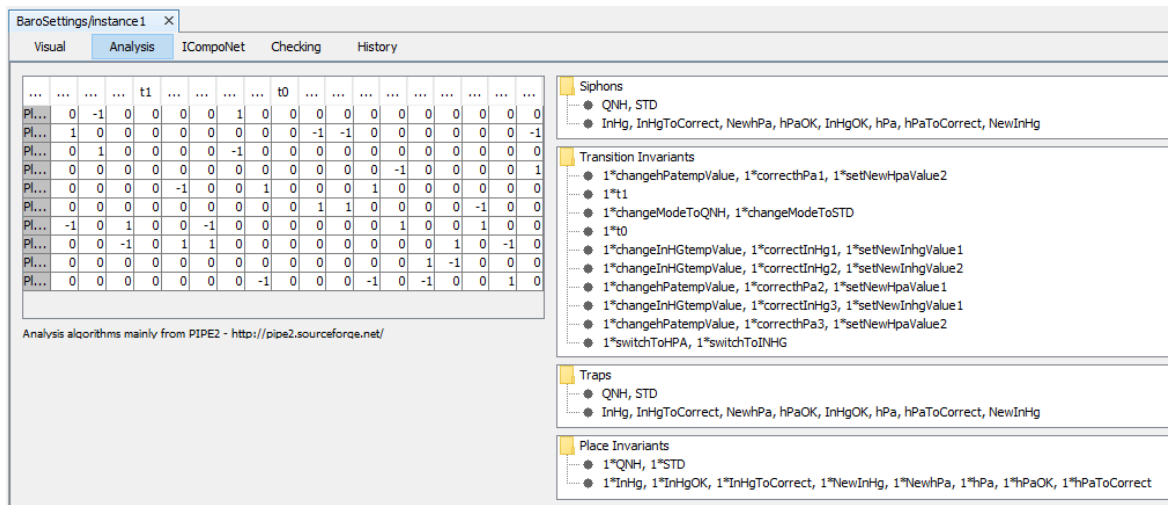 BaroSettings/instance1 ×
Visual Analysis ICompoNet Checking History
... ... ... ... t1 ... ... ... ... t0 ... ... ... ... ... ... ... ... ...
Pl... 0 -1 0 0 0 0 1 0 0 0 0 0 0 0 0 0 0 0
Pl... 1 0 0 0 0 0 0 0 0 -1 -1 0 0 0 0 0 0 -1
Pl... 0 1 0 0 0 0 -1 0 0 0 0 0 0 0 0 0 0 0
Pl... 0 0 0 0 0 0 0 0 0 0 0 0 -1 0 0 0 0 1
Pl... 0 0 0 0 -1 0 0 1 0 0 0 1 0 0 0 0 0 0
Pl... 0 0 0 0 0 0 0 0 0 1 1 0 0 0 0 -1 0 0
Pl... -1 0 1 0 0 -1 0 0 0 0 0 0 1 0 0 1 0 0
Pl... 0 0 -1 0 1 1 0 0 0 0 0 0 0 0 1 0 -1 0
Pl... 0 0 0 0 0 0 0 0 0 0 0 0 0 1 -1 0 0 0
Pl... 0 0 0 0 0 0 0 -1 0 0 0 -1 0 -1 0 0 1 0
Analysis algorithms mainly from PIPE2 - http://pipe2.sourceforge.net/
Siphons
QNH, STD
InHg, InHgToCorrect, NewhPa, hPaOK, InHgOK, hPa, hPaToCorrect, NewInHg
Transition Invariants
1*changehPatempValue, 1*correcthPa1, 1*setNewHpaValue2
1*t1
1*changeModeToQNH, 1*changeModeToSTD
1*t0
1*changeInHGtempValue, 1*correctInHg1, 1*setNewInhgValue1
1*changeInHGtempValue, 1*correctInHg2, 1*setNewInhgValue2
1*changehPatempValue, 1*correcthPa2, 1*setNewHpaValue1
1*changeInHGtempValue, 1*correctInHg3, 1*setNewInhgValue1
1*changehPatempValue, 1*correcthPa3, 1*setNewHpaValue2
1*switchToHPA, 1*switchToINHG
Traps
QNH, STD
InHg, InHgToCorrect, NewhPa, hPaOK, InHgOK, hPa, hPaToCorrect, NewInHg
Place Invariants
1*QNH, 1*STD
1*InHg, 1*InHgOK, 1*InHgToCorrect, 1*NewInHg, 1*NewhPa, 1*hPa, 1*hPaOK, 1*hPaToCorrect